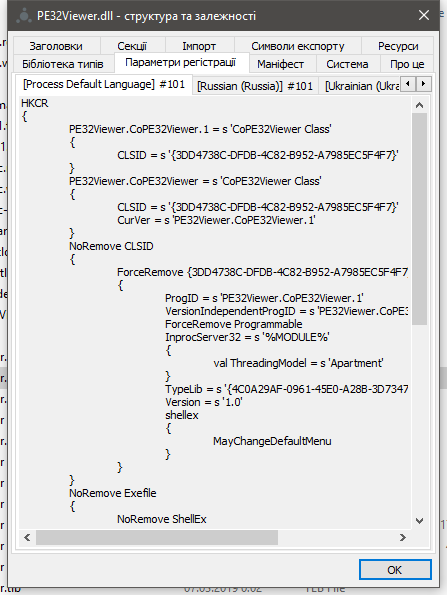 PE32Viewer.dll - структура та залежності
Заголовки Секції Імпорт Символи експорту Ресурси
Бібліотека типів Параметри регістрації Маніфест Система Про це
[Process Default Language] #101 [Russian (Russia)] #101 [Ukrainian (Ukra
HKCR
{
PE32Viewer.CoPE32Viewer.1 = s 'CoPE32Viewer Class'
{
CLSID = s '{3DD4738C-DFDB-4C82-B952-A7985EC5F4F7}'
}
PE32Viewer.CoPE32Viewer = s 'CoPE32Viewer Class'
{
CLSID = s '{3DD4738C-DFDB-4C82-B952-A7985EC5F4F7}'
CurVer = s 'PE32Viewer.CoPE32Viewer.1'
}
NoRemove CLSID
{
ForceRemove {3DD4738C-DFDB-4C82-B952-A7985EC5F4F7
{
ProgID = s 'PE32Viewer.CoPE32Viewer.1'
VersionIndependentProgID = s 'PE32Viewer.CoPE3
ForceRemove Programmable
InprocServer32 = s '%MODULE%'
{
val ThreadingModel = s 'Apartment'
}
TypeLib = s '{4C0A29AF-0961-45E0-A28B-3D7347
Version = s '1.0'
shellex
{
MayChangeDefaultMenu
}
}
}
NoRemove Exefile
{
NoRemove ShellEx
OK